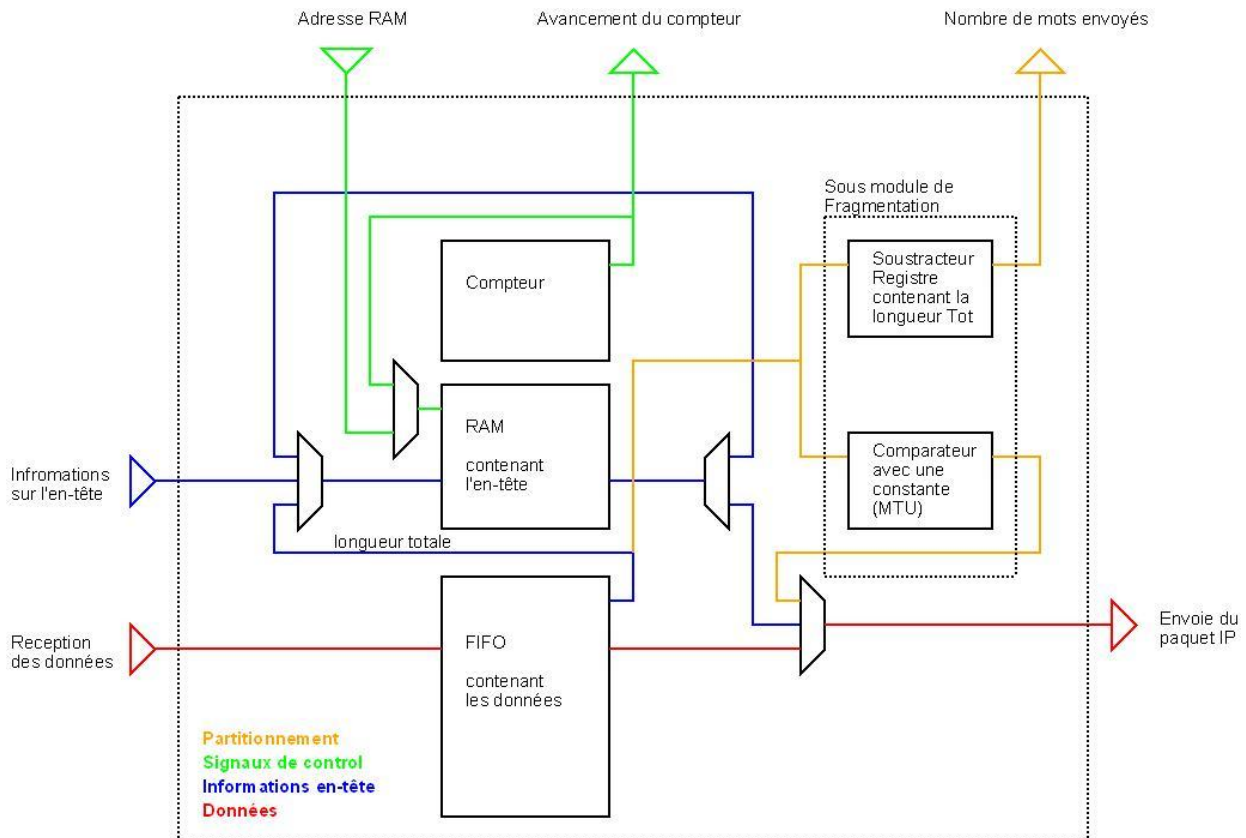 Adresse RAM
Avancement du compteur
Nombre de mots envoyés
Sous module de
Fragmentation
Compteur
Soustracteur
Registre
contenant la
longueur Tot
RAM
contenant
l'en-tête
Infromations
sur l'en-tête
Comparateur
avec une
constante
(MTU)
longueur totale
Reception
des données
FIFO
contenant
les données
Envoie du
paquet IP
Partitionnement
Signaux de control
Informations en-tête
Données